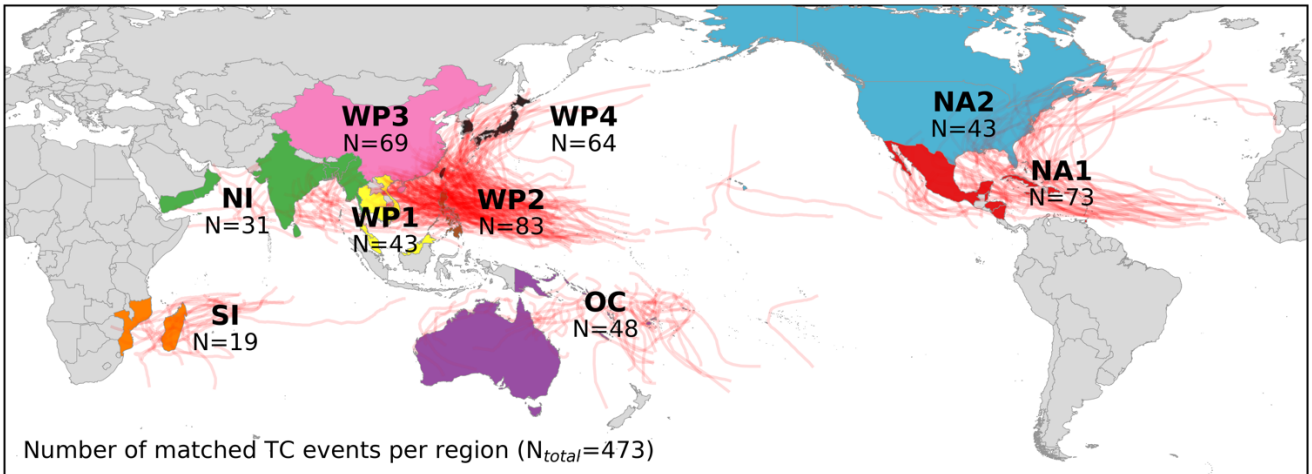 WP3
N=69
WP4
N=64
NA2
N=43
NI
N=31
WP1
N=43
WP2
N=83
NA1
N=73
SI
N=19
OC
N=48
Number of matched TC events per region (Ntotal=473)